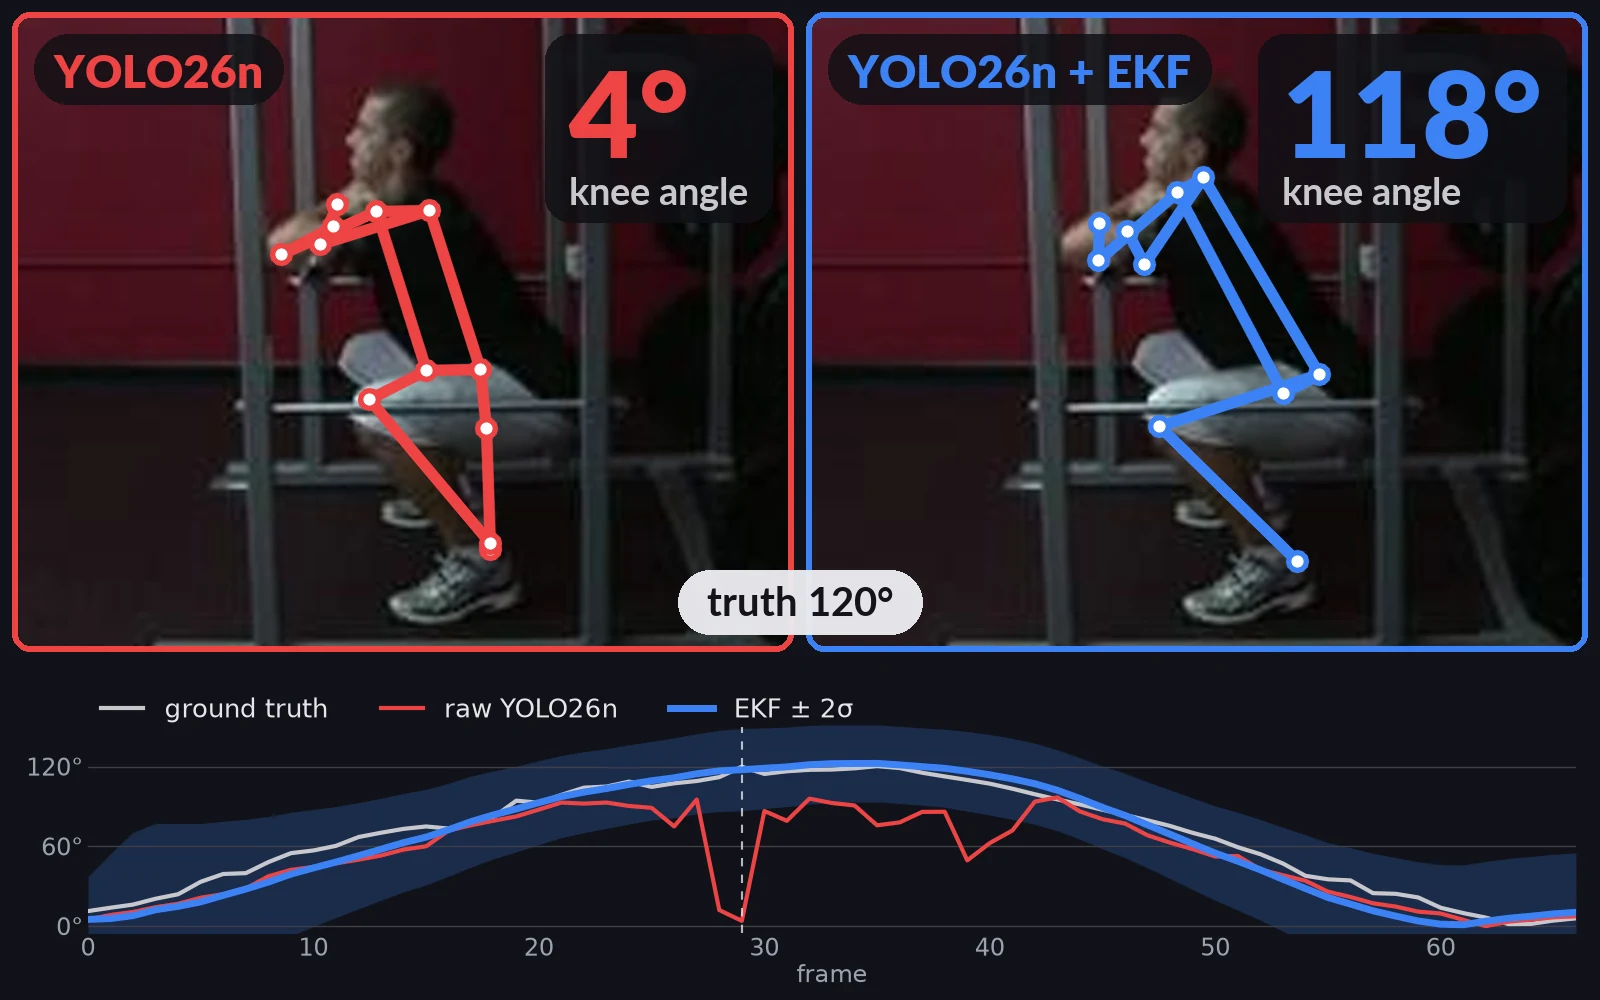 YOLO26n
4°
knee angle
YOLO26n + EKF
118°
knee angle
truth 120°
ground truth
raw YOLO26n
EKF ± 2σ
120°
60°
0°
0 10 20 30 40 50 60
frame